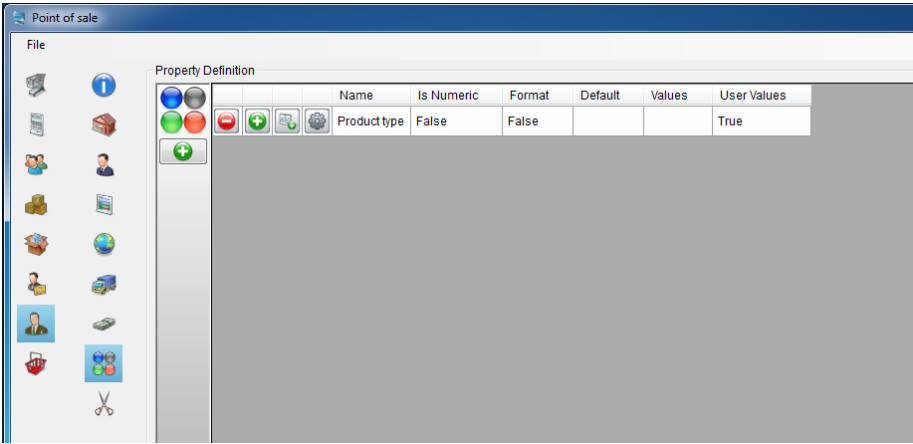 Point of sale
File
Property Definition
Name Is Numeric Format Default Values User Values
Product type False False True